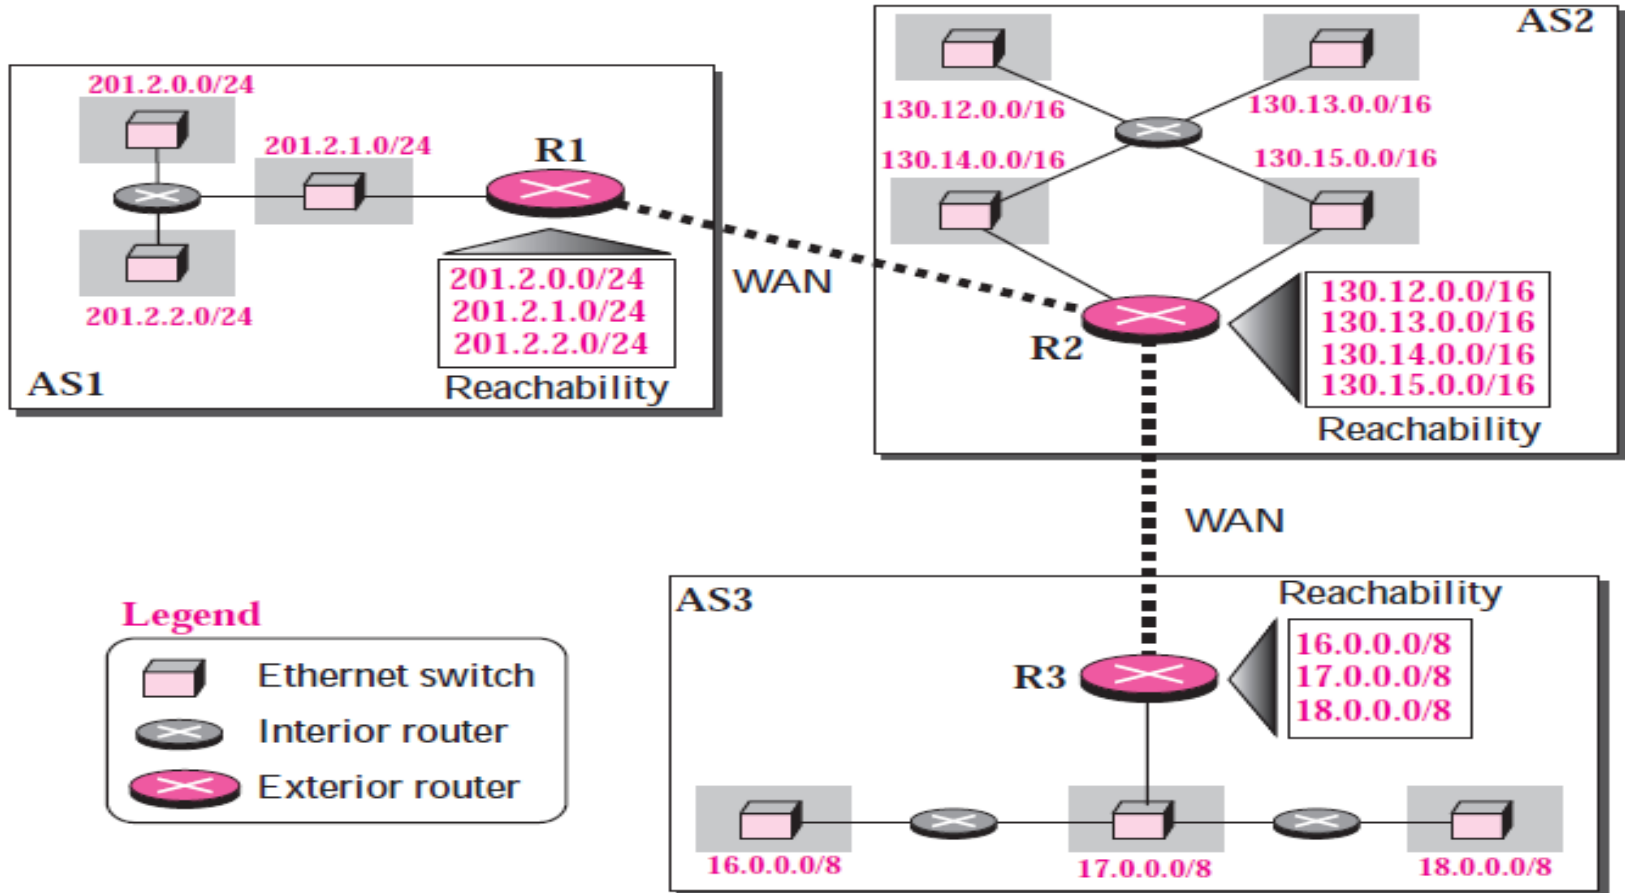 AS1
201.2.0.0/24
201.2.1.0/24
R1
201.2.2.0/24
201.2.0.0/24
201.2.1.0/24
201.2.2.0/24
Reachability
WAN
AS2
130.12.0.0/16
130.13.0.0/16
130.14.0.0/16
130.15.0.0/16
R2
130.12.0.0/16
130.13.0.0/16
130.14.0.0/16
130.15.0.0/16
Reachability
WAN
AS3
Reachability
R3
16.0.0.0/8
17.0.0.0/8
18.0.0.0/8
16.0.0.0/8
17.0.0.0/8
18.0.0.0/8
Legend
Ethernet switch
Interior router
Exterior router